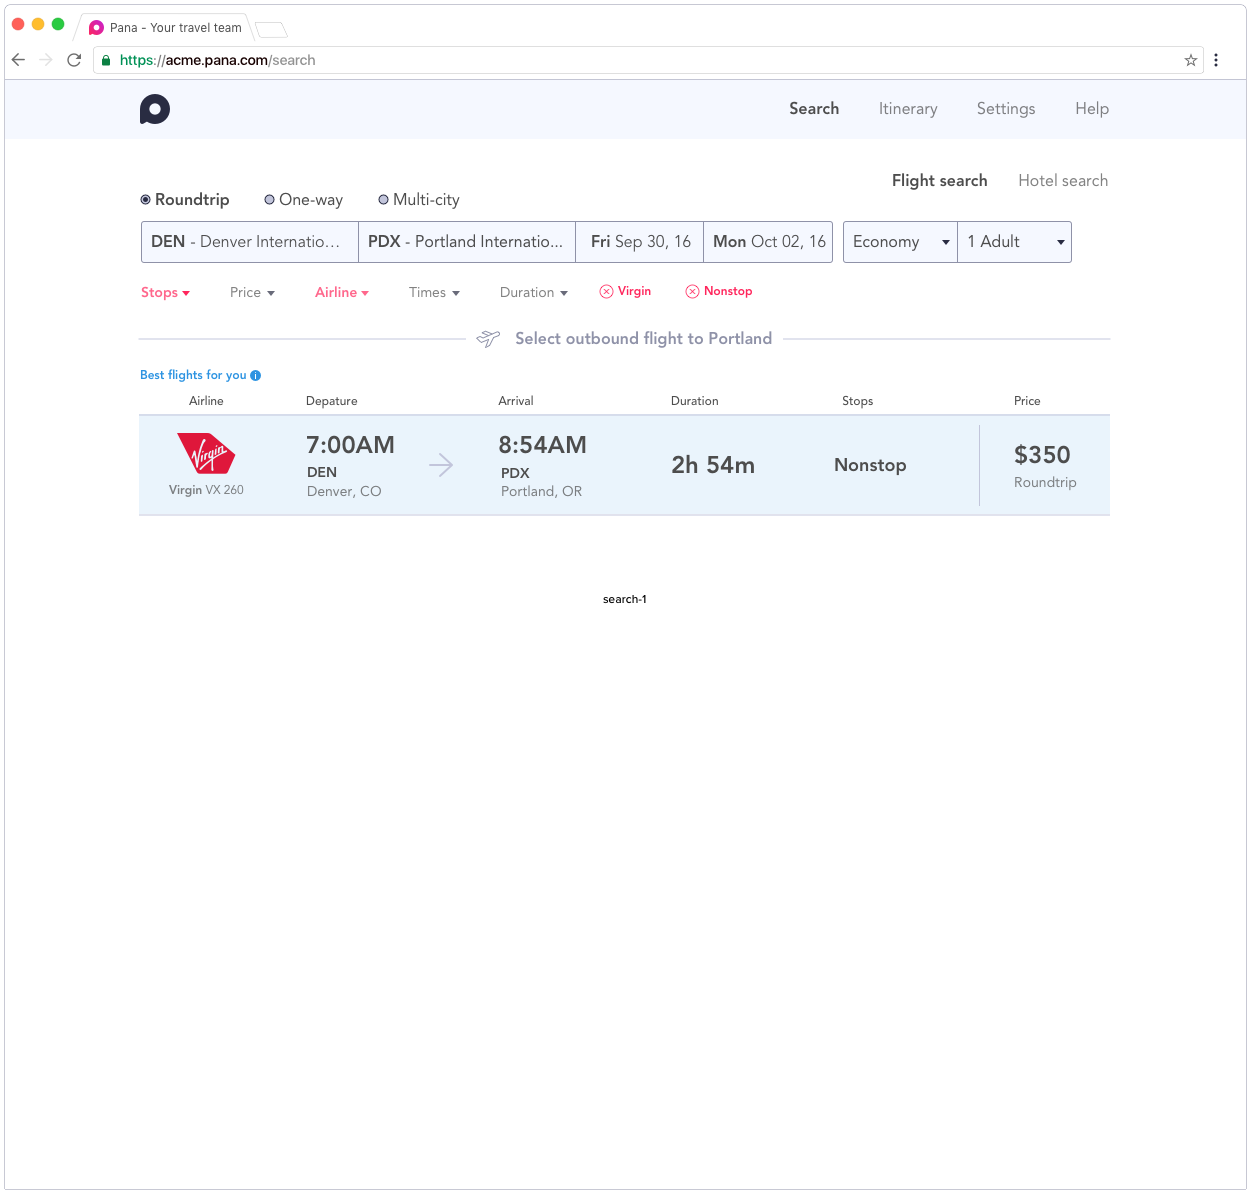 Pana - Your travel team
https://acme.pana.com/search
Search Itinerary Settings Help
Flight search Hotel search
Roundtrip One-way Multi-city
DEN - Denver Internatio... PDX - Portland Internatio... Fri Sep 30, 16 Mon Oct 02, 16 Economy 1 Adult
Stops Price Airline Times Duration Virgin Nonstop
Select outbound flight to Portland
Best flights for you i
Airline Depature Arrival Duration Stops Price
Virgin
7:00AM 8:54AM 2h 54m Nonstop $350
DEN PDX
Virgin VX 260 Denver, CO Portland, OR Roundtrip
search-1